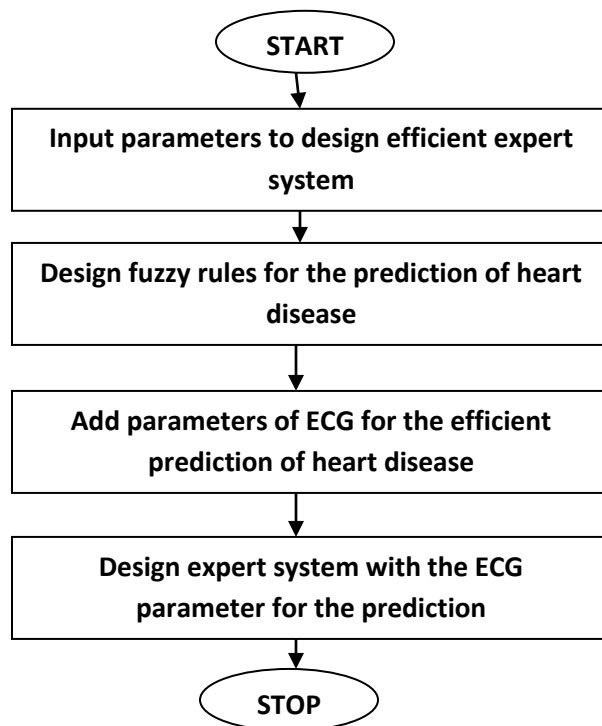 START
Input parameters to design efficient expert
system
Design fuzzy rules for the prediction of heart
disease
Add parameters of ECG for the efficient
prediction of heart disease
Design expert system with the ECG
parameter for the prediction
STOP